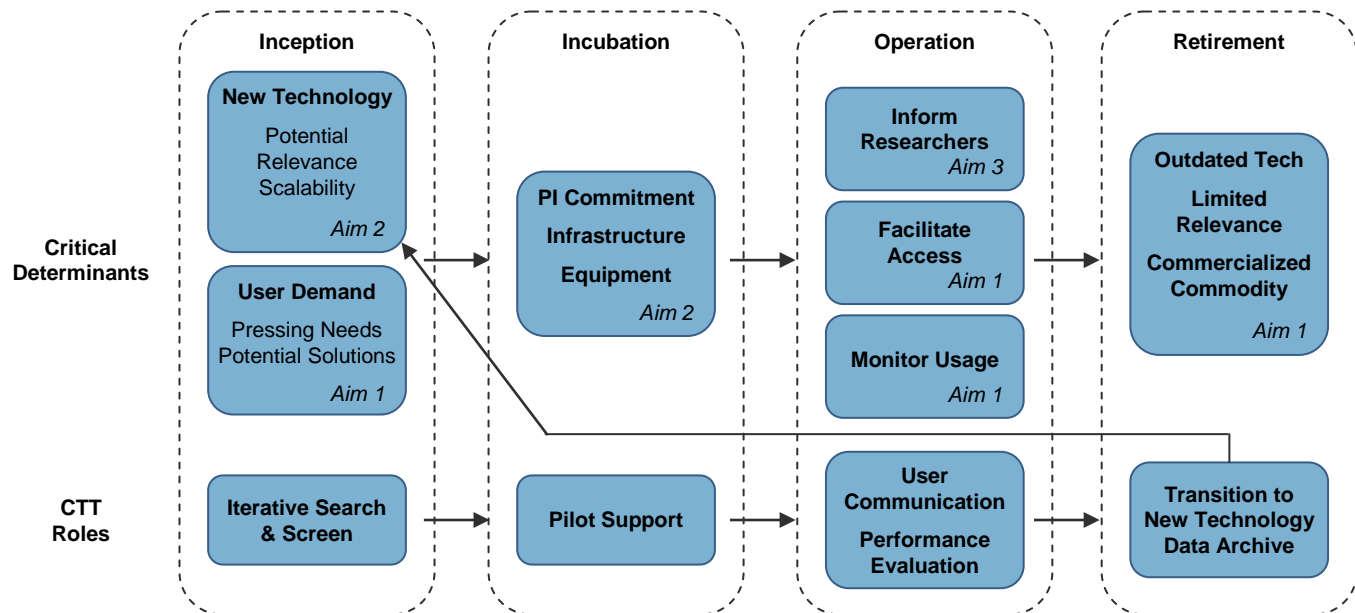 Inception
Incubation
Operation
Retirement
Critical
Determinants
New Technology
Potential
Relevance
Scalability
Aim 2
User Demand
Pressing Needs
Potential Solutions
Aim 1
PI Commitment
Infrastructure
Equipment
Aim 2
Inform
Researchers
Aim 3
Facilitate
Access
Aim 1
Monitor Usage
Aim 1
Outdated Tech
Limited
Relevance
Commercialized
Commodity
Aim 1
CTT
Roles
Iterative Search
& Screen
Pilot Support
User
Communication
Performance
Evaluation
Transition to
New Technology
Data Archive